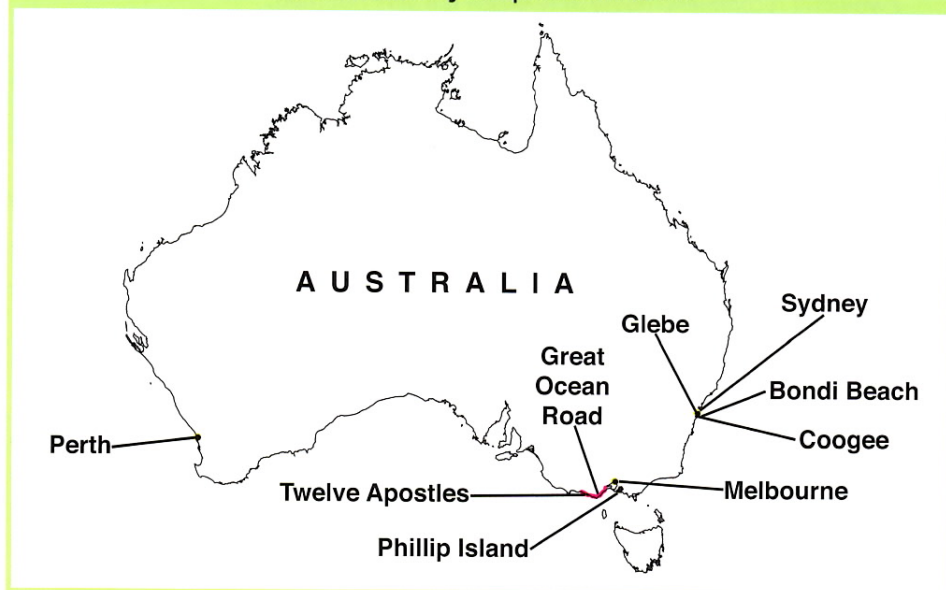 AUSTRALIA
Sydney
Glebe
Great
Ocean
Road
Bondi Beach
Coogee
Perth
Twelve Apostles
Melbourne
Phillip Island